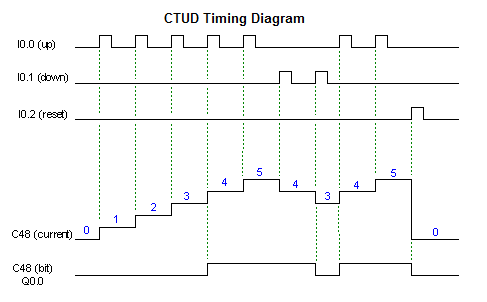 CTUD Timing Diagram
I0.0 (up)
I0.1 (down)
I0.2 (reset)
0 1 2 3 4 5 4 3 4 5 0
C48 (current)
C48 (bit)
Q0.0